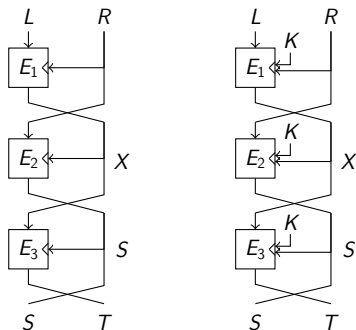 L R L R
K
E1 E1
K
E2 X E2 X
K
E3 S E3 S
S T S T